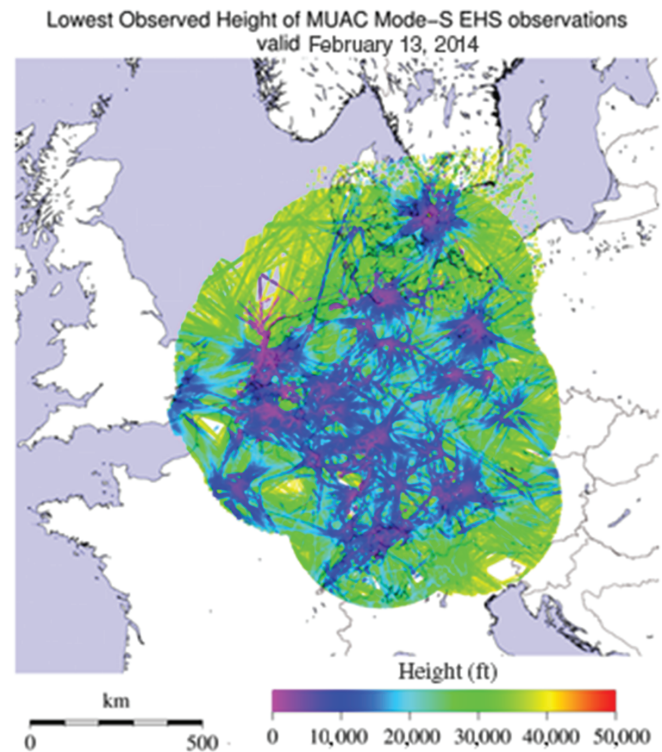 Lowest Observed Height of MUAC Mode−S EHS observations
valid February 13, 2014
Height (ft)
km
0 500
0 10,000 20,000 30,000 40,000 50,000